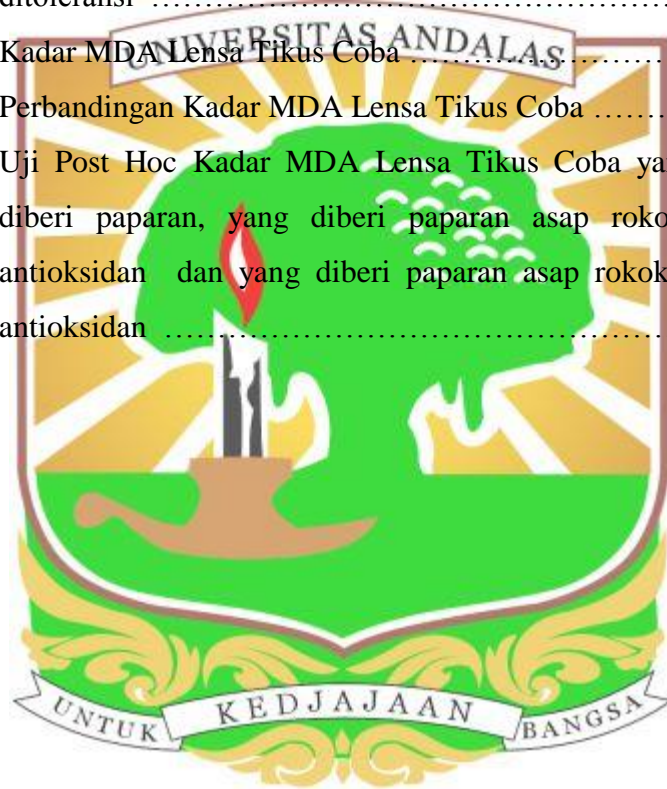 ditoleransi ………………………………………
UNIVERSITAS ANDALAS
Kadar MDA Lensa Tikus Coba ……………………
Perbandingan Kadar MDA Lensa Tikus Coba …….
Uji Post Hoc Kadar MDA Lensa Tikus Coba
diberi paparan, yang diberi paparan asap
antioksidan dan yang diberi paparan asap rokok
antioksidan ………………………………………
UNTUK KEDJAJAAN BANGSA